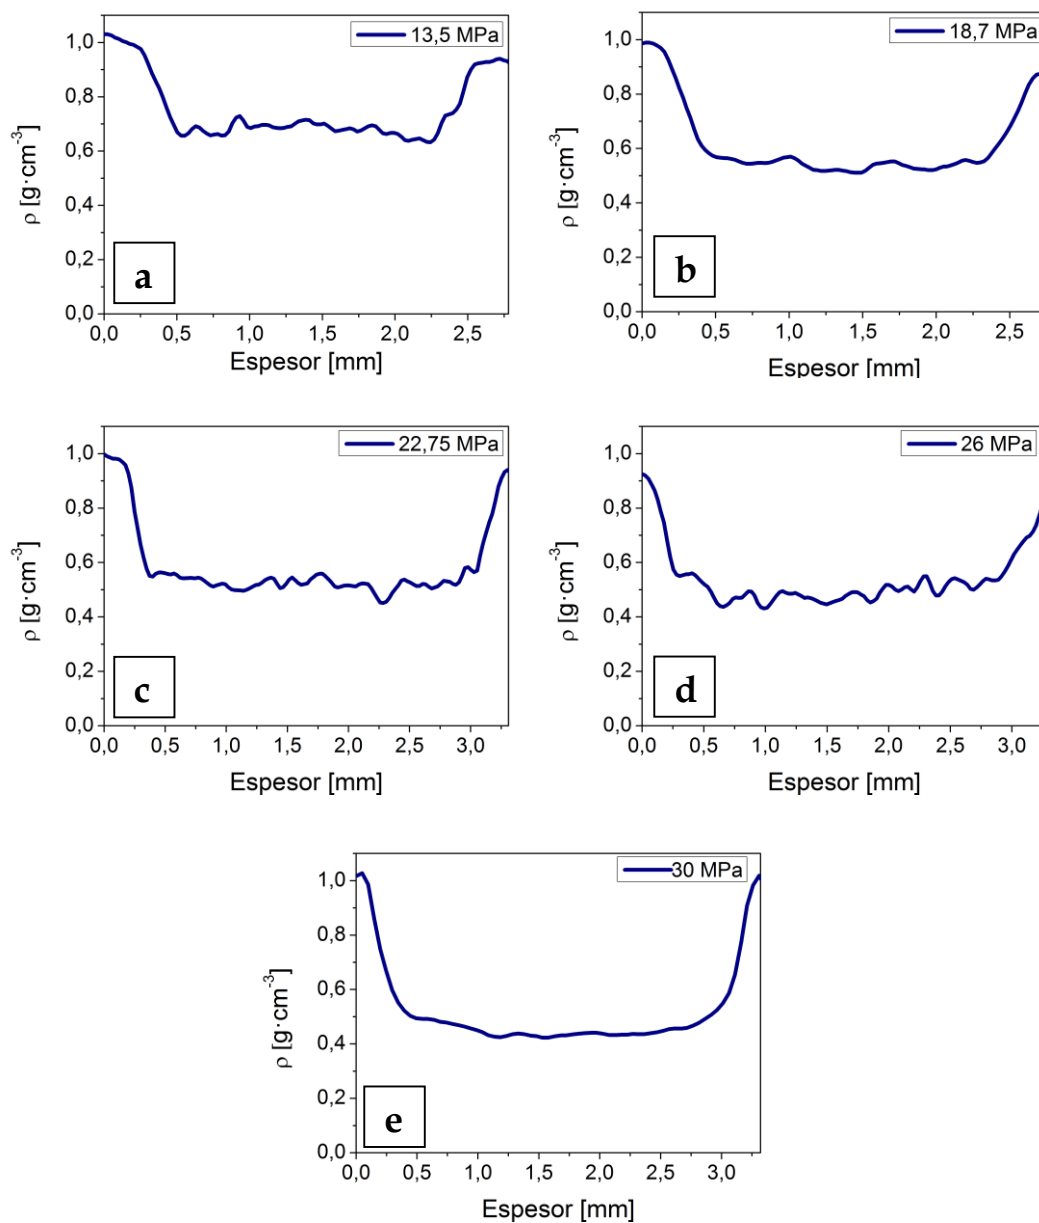 13,5 MPa
1,0
0,8
0,6
0,4
0,2
0,0
ρ [g·cm-3]
a
0,0 0,5 1,0 1,5 2,0 2,5
Espesor [mm]
18,7 MPa
1,0
0,8
0,6
0,4
0,2
0,0
ρ [g·cm-3]
b
0,0 0,5 1,0 1,5 2,0 2,5
Espesor [mm]
22,75 MPa
1,0
0,8
0,6
0,4
0,2
0,0
ρ [g·cm-3]
c
0,0 0,5 1,0 1,5 2,0 2,5 3,0
Espesor [mm]
26 MPa
1,0
0,8
0,6
0,4
0,2
0,0
ρ [g·cm-3]
d
0,0 0,5 1,0 1,5 2,0 2,5 3,0
Espesor [mm]
30 MPa
1,0
0,8
0,6
0,4
0,2
0,0
ρ [g·cm-3]
e
0,0 0,5 1,0 1,5 2,0 2,5 3,0
Espesor [mm]